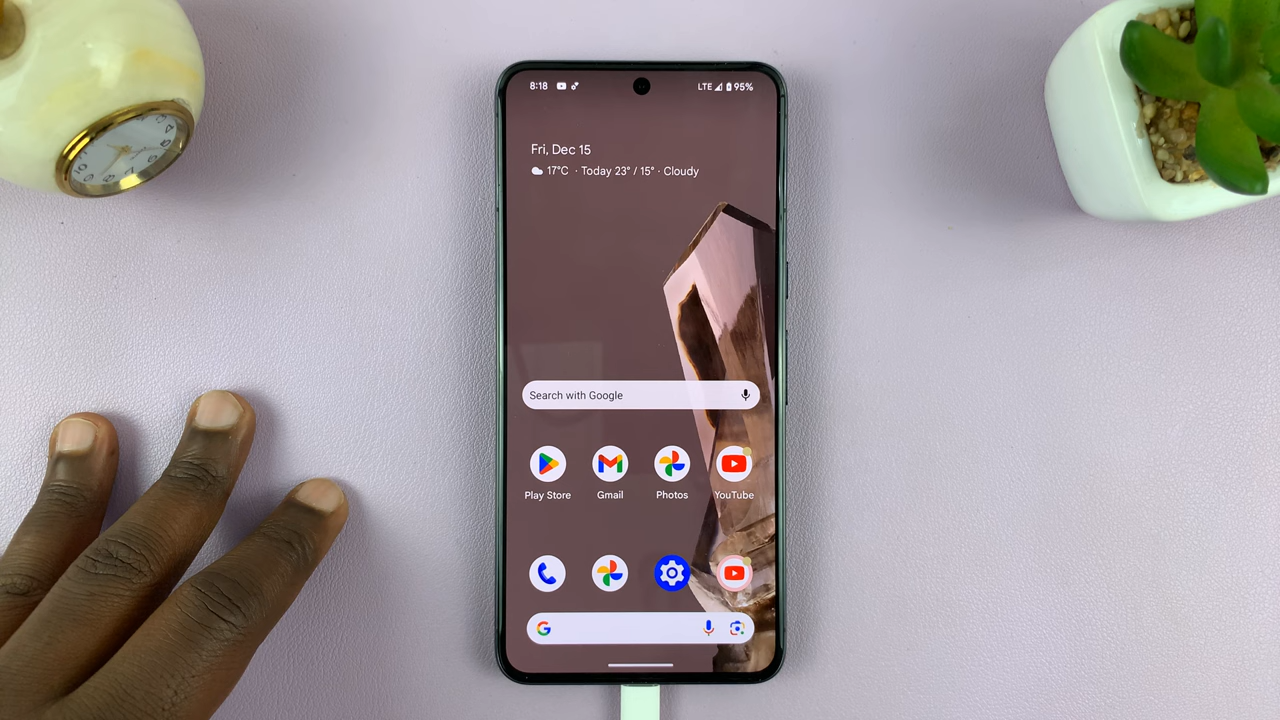 8:18 LTE 95%
Fri, Dec 15
17°C · Today 23° / 15° · Cloudy
Search with Google
Play Store Gmail Photos YouTube
G